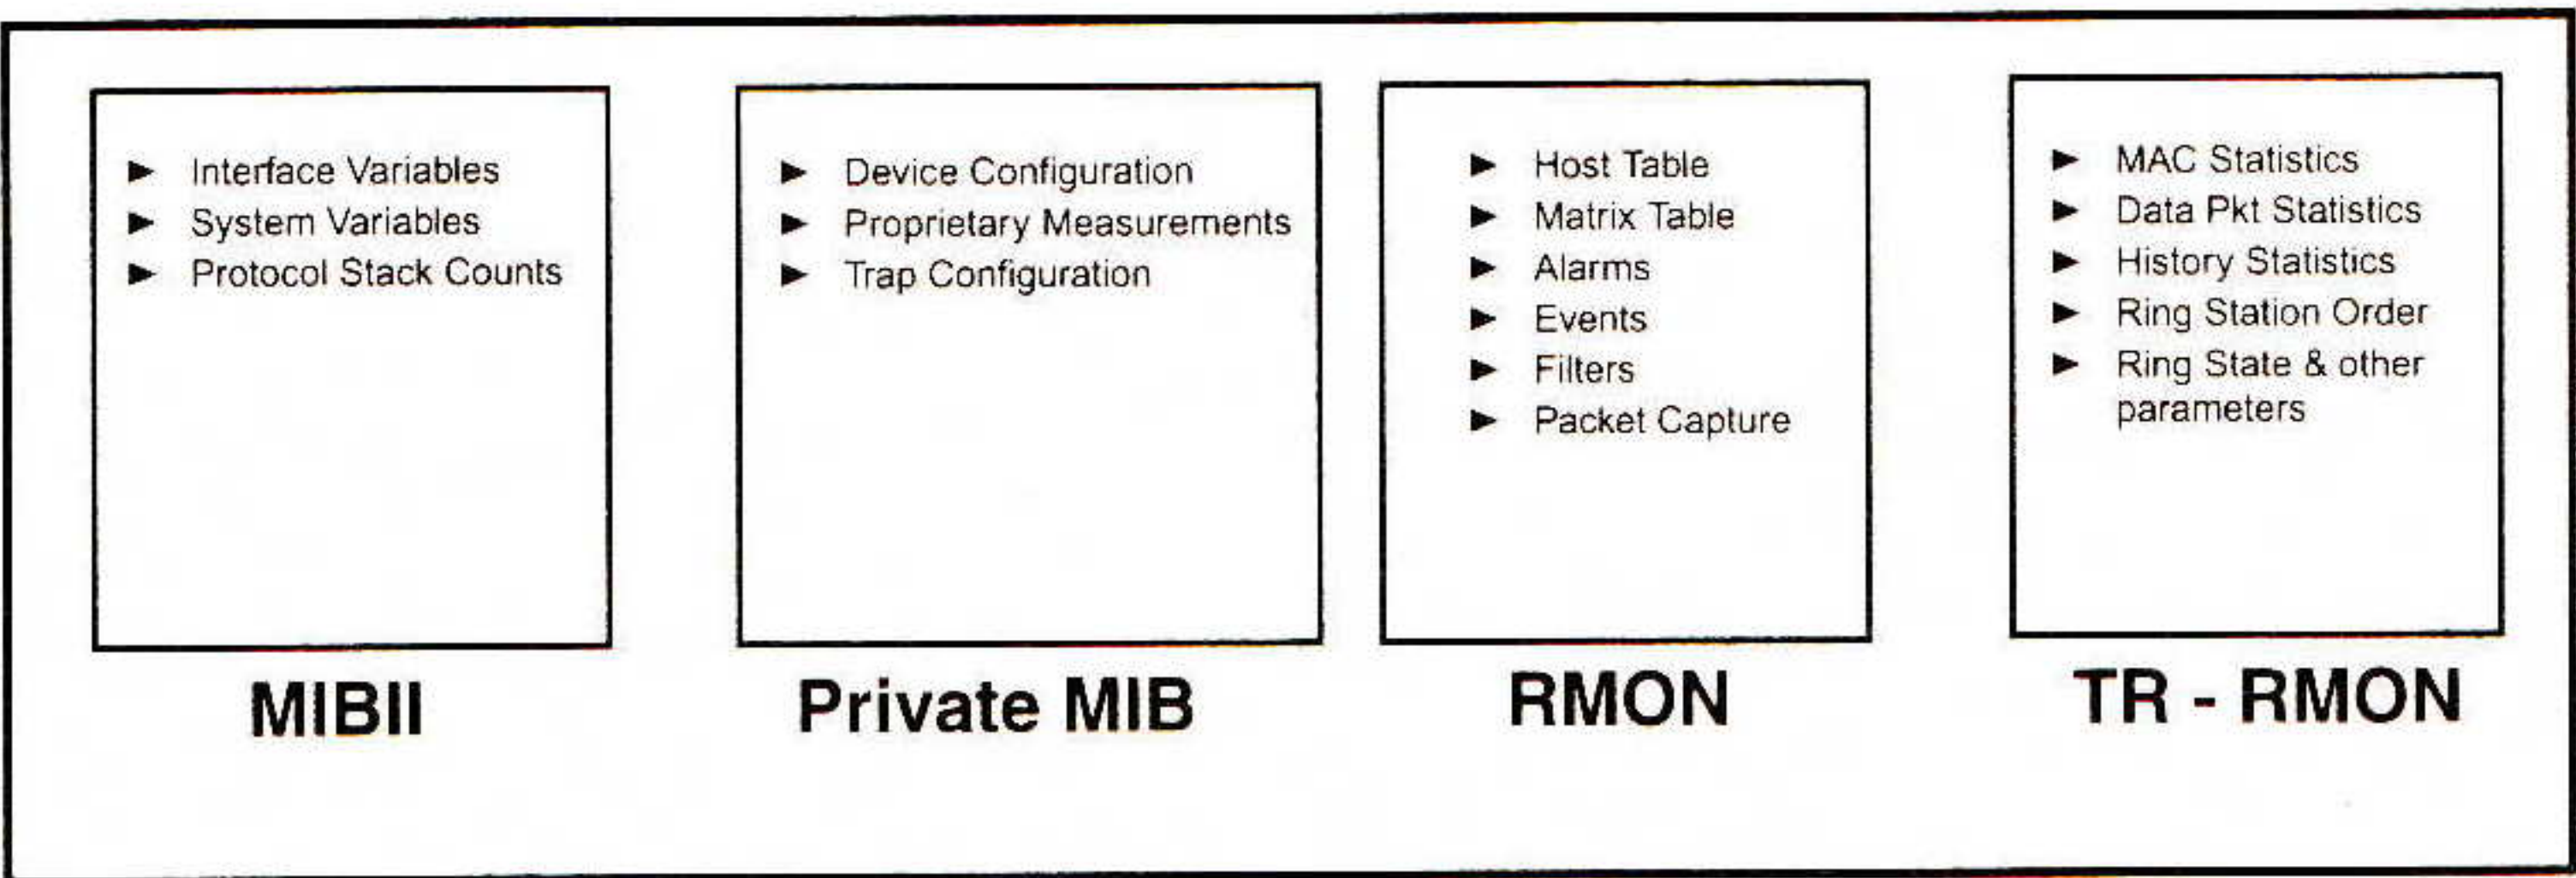 ► Interface Variables
► System Variables
► Protocol Stack Counts
MIBII
► Device Configuration
► Proprietary Measurements
► Trap Configuration
Private MIB
► Host Table
► Matrix Table
► Alarms
► Events
► Filters
► Packet Capture
RMON
► MAC Statistics
► Data Pkt Statistics
► History Statistics
► Ring Station Order
► Ring State & other
parameters
TR - RMON